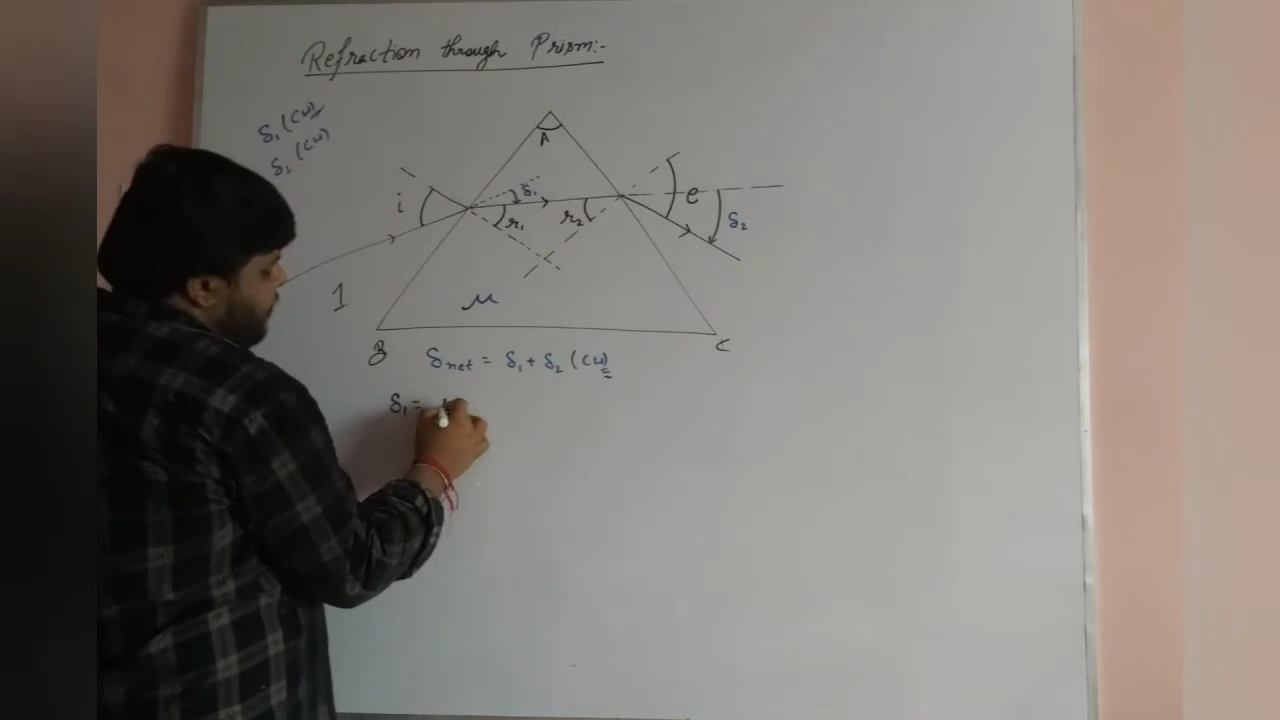 Refraction through Prism:-
δ₁ (CW)
δ₂ (CW)
A
i
δ₁
r₁
r₂
e
δ₂
1
μ
B
C
δnet = δ₁ + δ₂ (CW)
δ₁ =